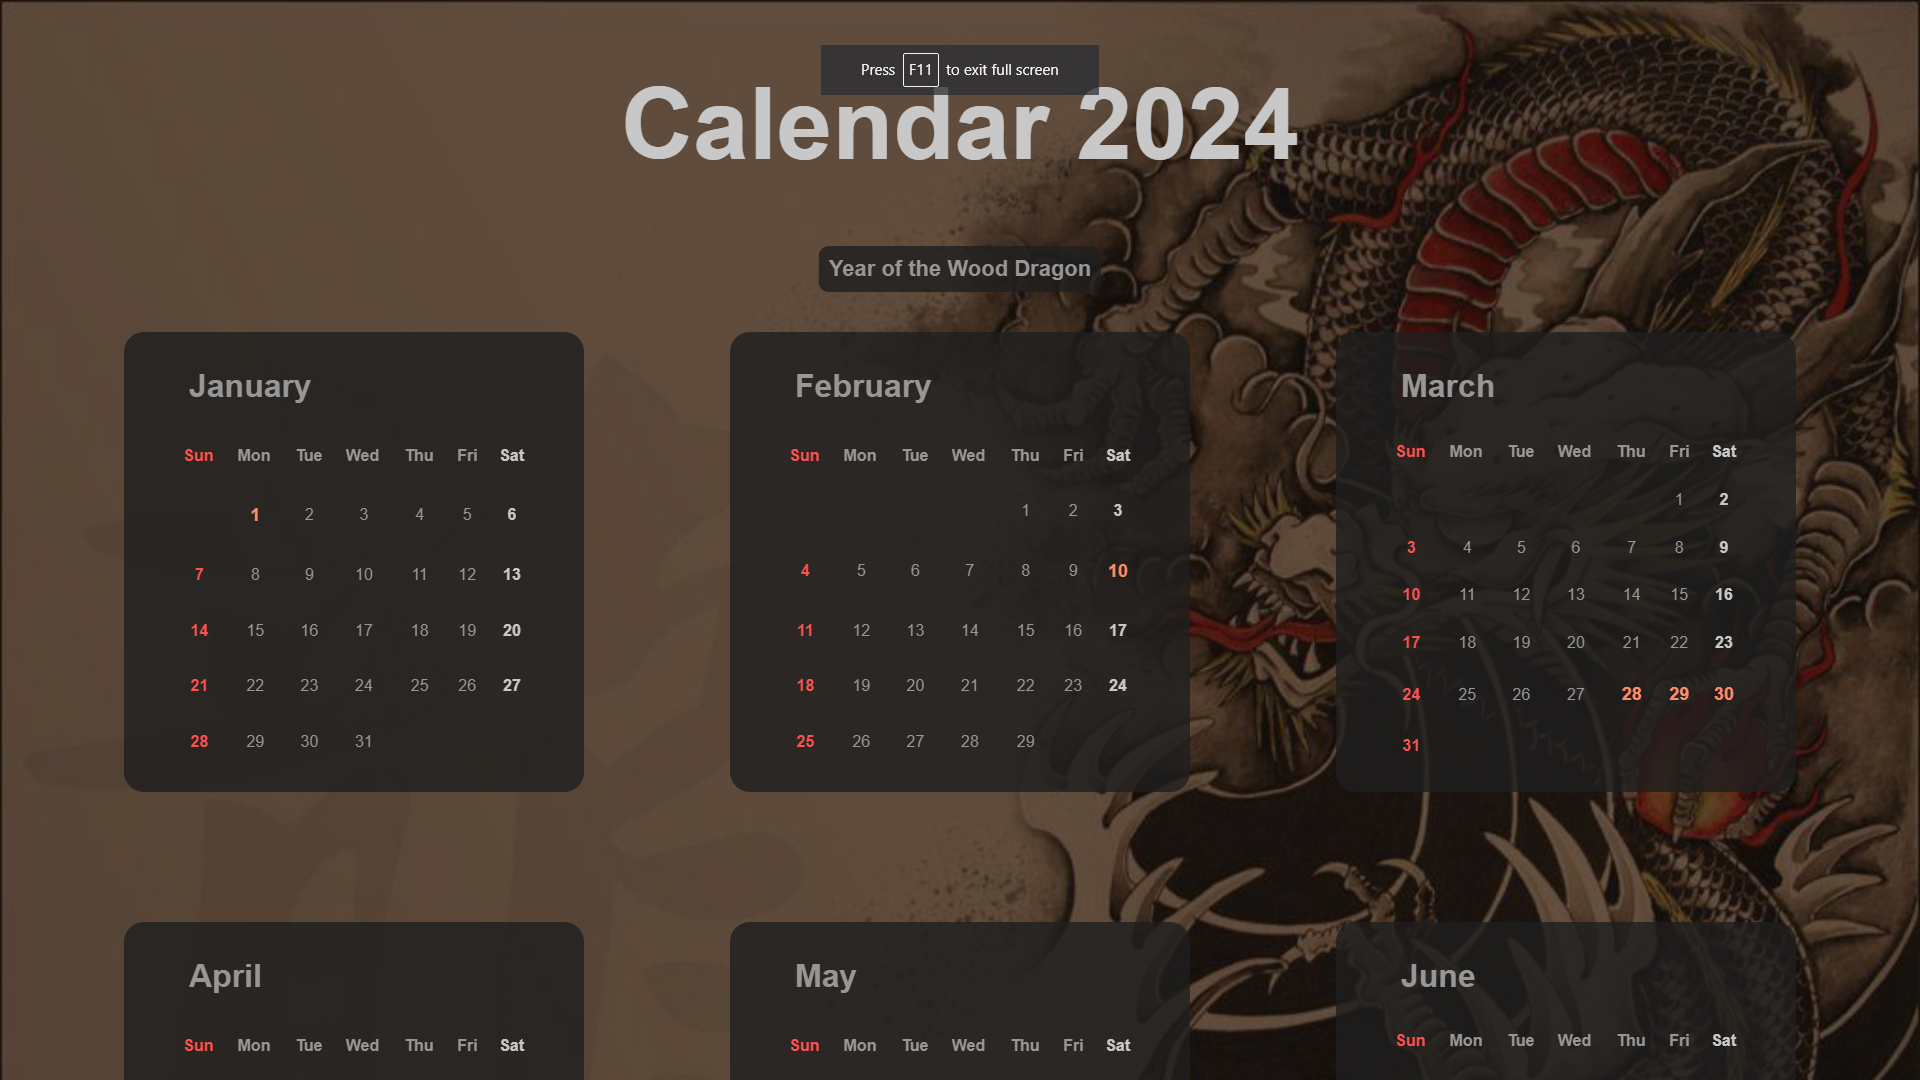 Press F11 to exit full screen
Calendar 2024
Year of the Wood Dragon
January
Sun Mon Tue Wed Thu Fri Sat
1 2 3 4 5 6
7 8 9 10 11 12 13
14 15 16 17 18 19 20
21 22 23 24 25 26 27
28 29 30 31
February
Sun Mon Tue Wed Thu Fri Sat
1 2 3
4 5 6 7 8 9 10
11 12 13 14 15 16 17
18 19 20 21 22 23 24
25 26 27 28 29
March
Sun Mon Tue Wed Thu Fri Sat
1 2
3 4 5 6 7 8 9
10 11 12 13 14 15 16
17 18 19 20 21 22 23
24 25 26 27 28 29 30
31
April
Sun Mon Tue Wed Thu Fri Sat
May
Sun Mon Tue Wed Thu Fri Sat
June
Sun Mon Tue Wed Thu Fri Sat